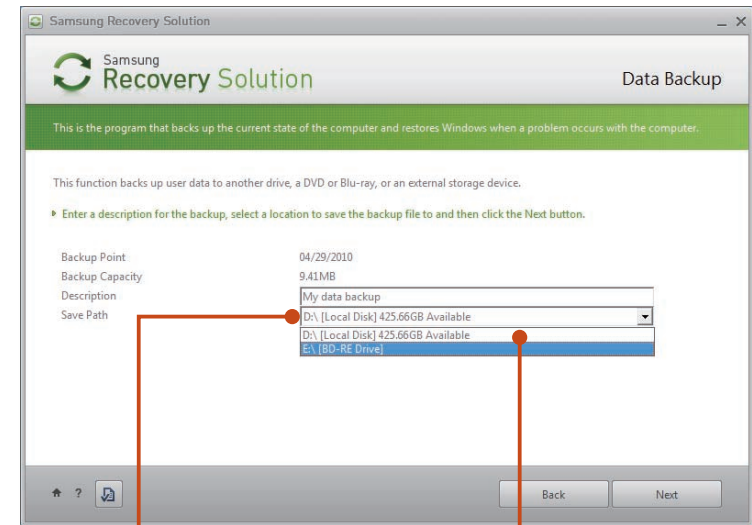 Samsung Recovery Solution
Samsung
Recovery Solution
Data Backup
This is the program that backs up the current state of the computer and restores Windows when a problem occurs with the computer.
This function backs up user data to another drive, a DVD or Blu-ray, or an external storage device.
Enter a description for the backup, select a location to save the backup file to and then click the Next button.
Backup Point 04/29/2010
Backup Capacity 9.41MB
Description My data backup
Save Path D:\ [Local Disk] 425.66GB Available
D:\ [Local Disk] 425.66GB Available
E:\ [BD-RE Drive]
? Back Next